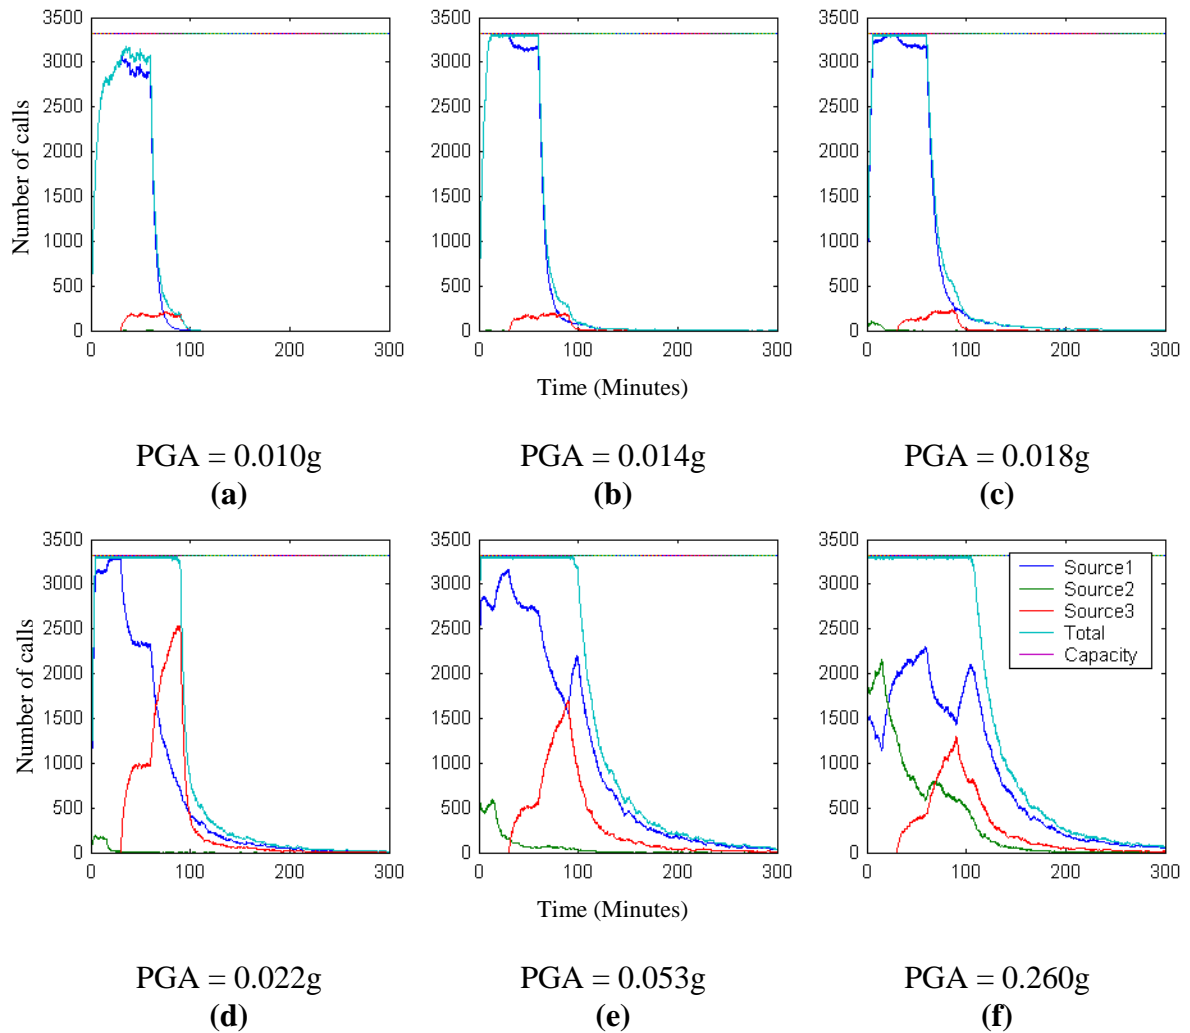 3500
3000
2500
2000
1500
1000
500
0
0 100 200 300
Number of calls
3500
3000
2500
2000
1500
1000
500
0
0 100 200 300
Time (Minutes)
3500
3000
2500
2000
1500
1000
500
0
0 100 200 300
PGA = 0.010g
(a)
PGA = 0.014g
(b)
PGA = 0.018g
(c)
3500
3000
2500
2000
1500
1000
500
0
0 100 200 300
Number of calls
3500
3000
2500
2000
1500
1000
500
0
0 100 200 300
Time (Minutes)
3500
3000
2500
2000
1500
1000
500
0
0 100 200 300
Source1
Source2
Source3
Total
Capacity
PGA = 0.022g
(d)
PGA = 0.053g
(e)
PGA = 0.260g
(f)